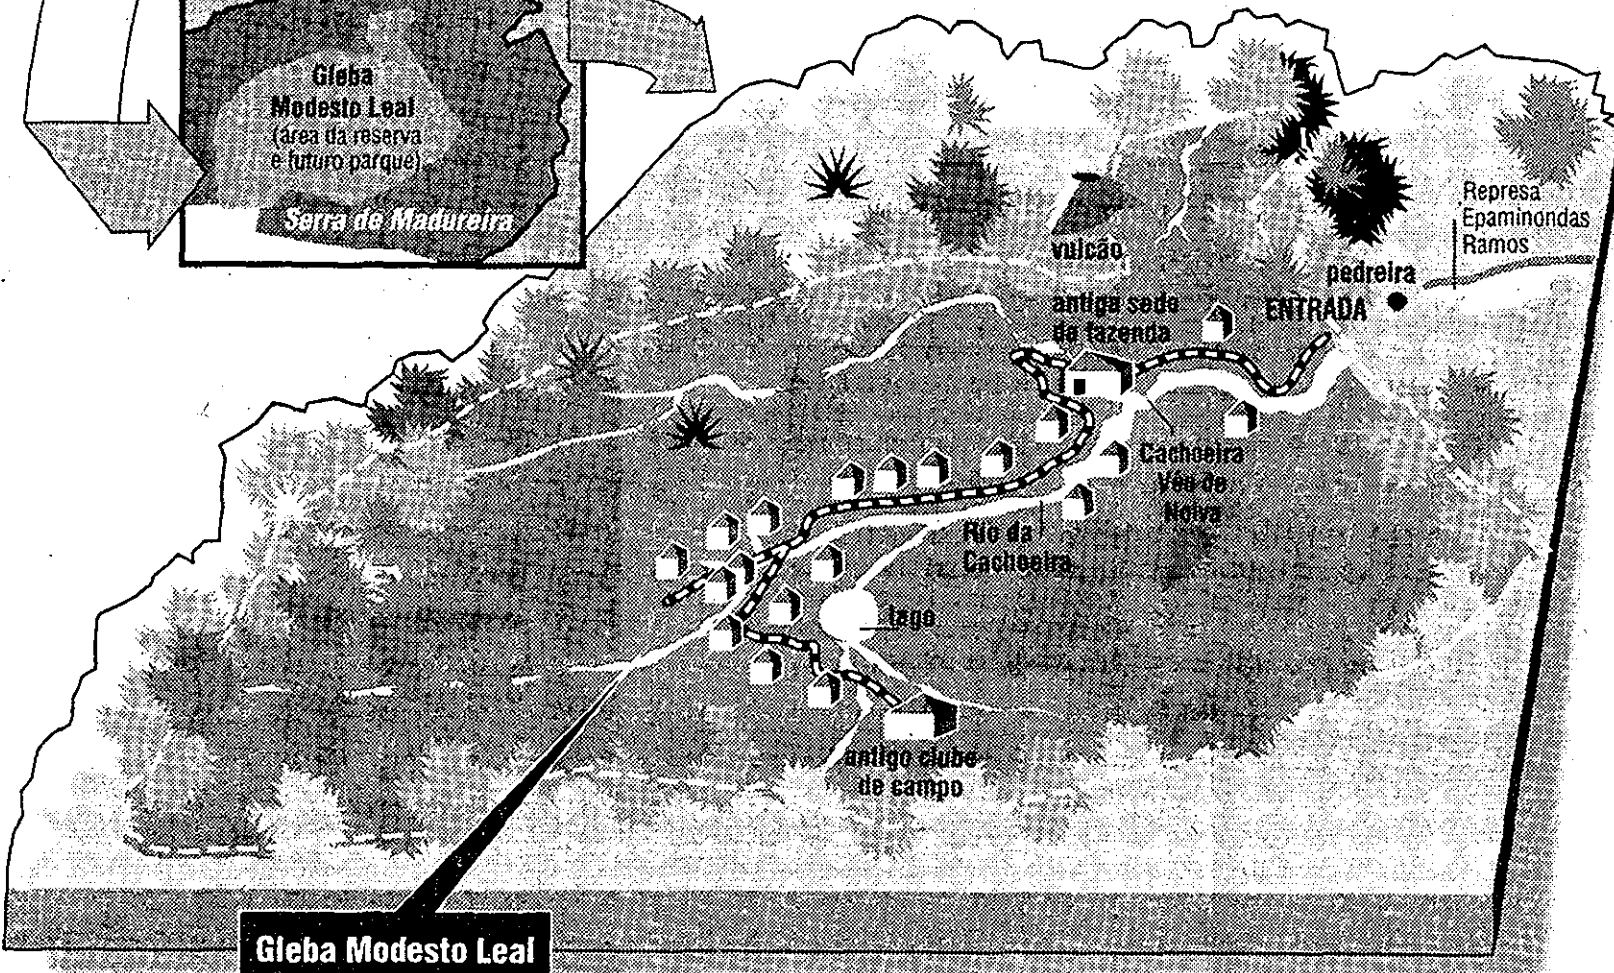 Gleba
Modesto Leal
(área da reserva
e futuro parque)
Serra de Madureira
Represa
Epaminondas
Ramos
vulcão
pedreira
antiga sede
da fazenda
ENTRADA
Cachoeira
Véu de
Noiva
Rio da
Cachoeira
lago
antigo clube
de campo
Gleba Modesto Leal